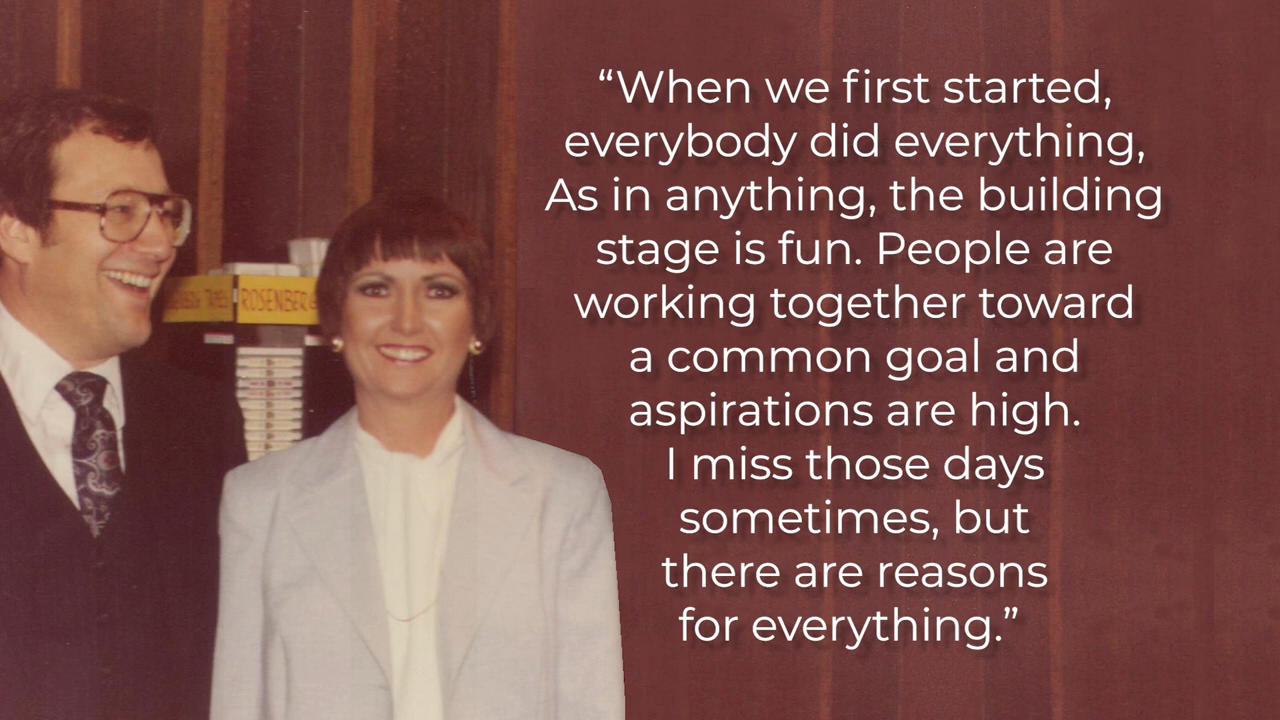 “When we first started,
everybody did everything,
As in anything, the building
stage is fun. People are
working together toward
a common goal and
aspirations are high.
I miss those days
sometimes, but
there are reasons
for everything.”
TAPES
ROSENBERG